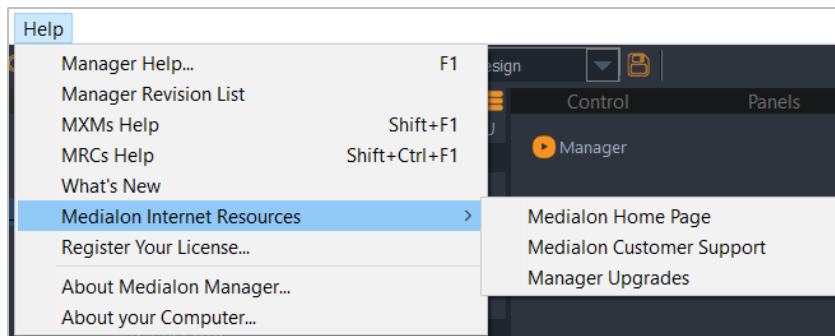 Help
Manager Help... F1
Manager Revision List
MXMs Help Shift+F1
MRCs Help Shift+Ctrl+F1
What's New
Medialon Internet Resources >
Register Your License...
About Medialon Manager...
About your Computer...
Control Panels
Manager
Medialon Home Page
Medialon Customer Support
Manager Upgrades